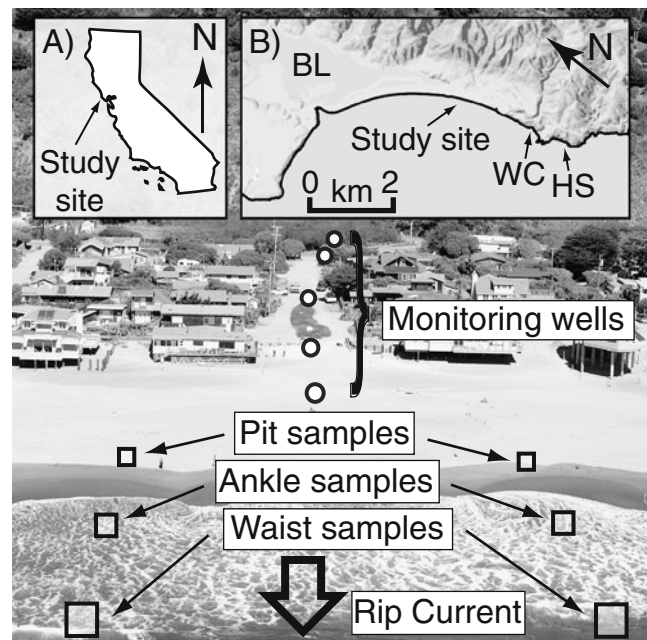 A)
N
Study
site
B)
BL
N
Study site
WC
HS
0 km 2
Monitoring wells
Pit samples
Ankle samples
Waist samples
Rip Current